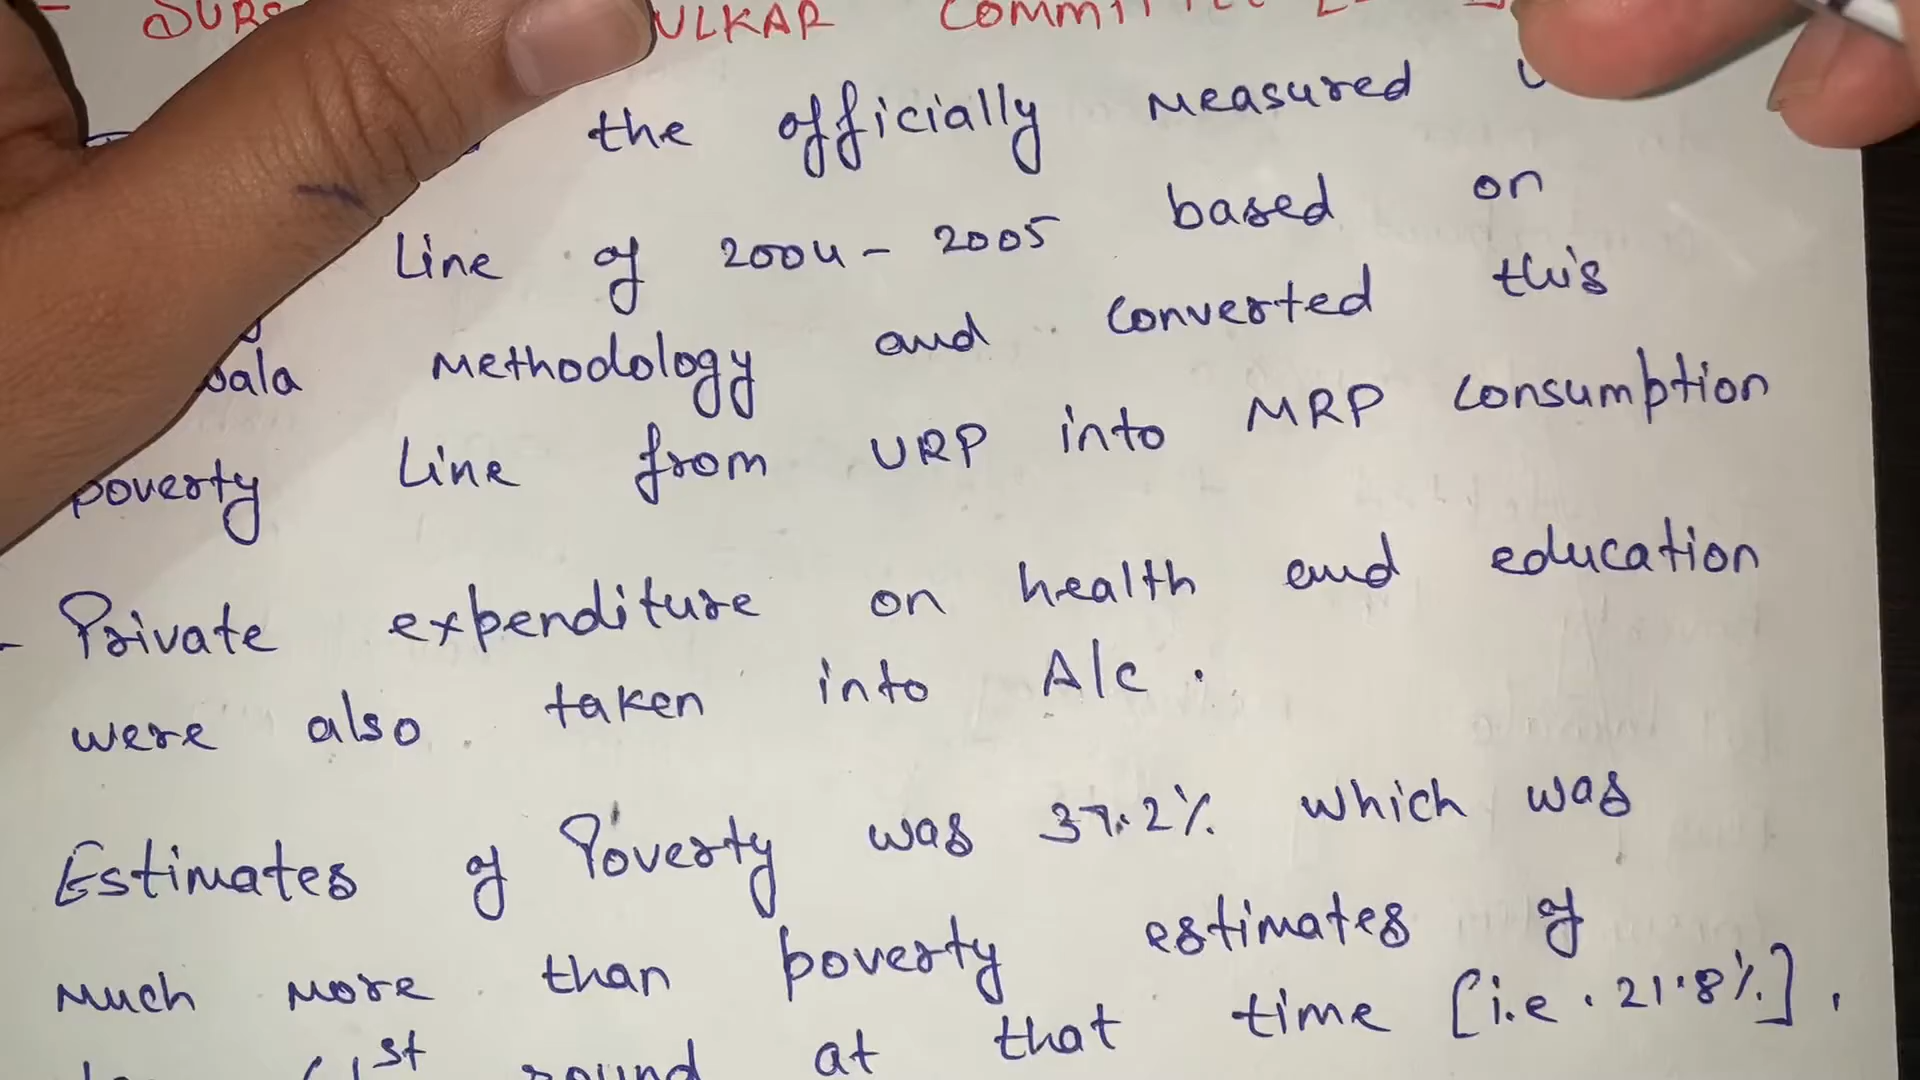 COMMITTEE
the officially measured
Line of 2004-2005 based on
methodology and converted this
poverty Line from URP into MRP consumption
- Private expenditure on health and education
were also taken into A/c.
Estimates of Poverty was 37.2% which was
much more than poverty estimates of
61st round at that time [i.e. 21.8%].